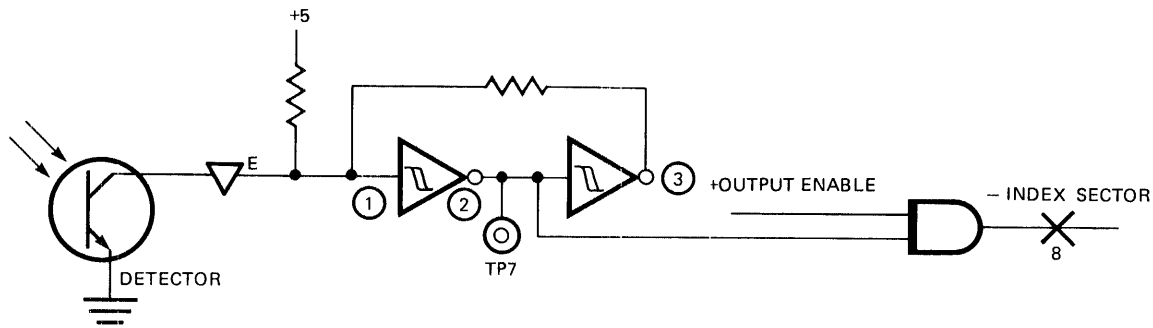 +5
E
1
2
3
+OUTPUT ENABLE
– INDEX SECTOR
8
TP7
DETECTOR